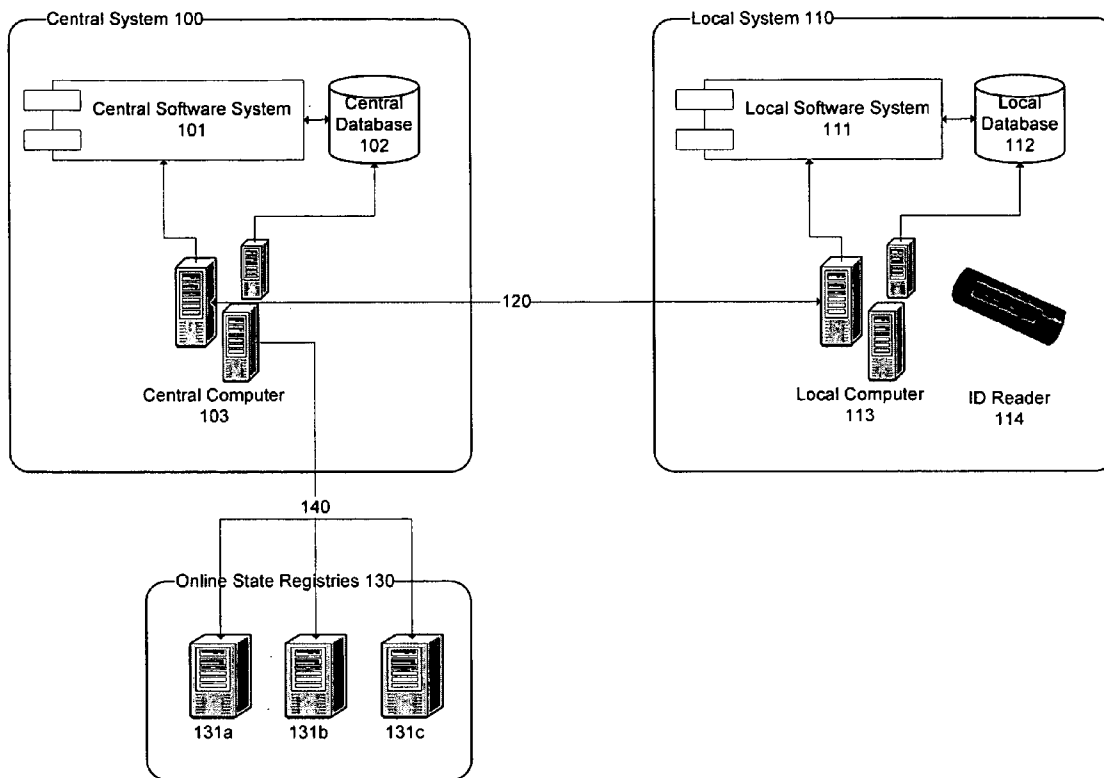 Central System 100
Central Software System
101
Central
Database
102
Central Computer
103
Local System 110
Local Software System
111
Local
Database
112
Local Computer
113
ID Reader
114
120
140
Online State Registries 130
131a
131b
131c